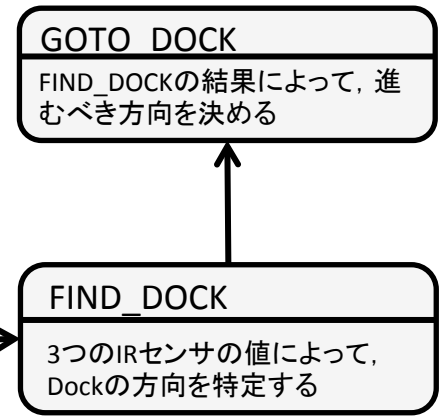 GOTO_DOCK
FIND_DOCKの結果によって，進
むべき方向を決める
FIND_DOCK
3つのIRセンサの値によって，
Dockの方向を特定する